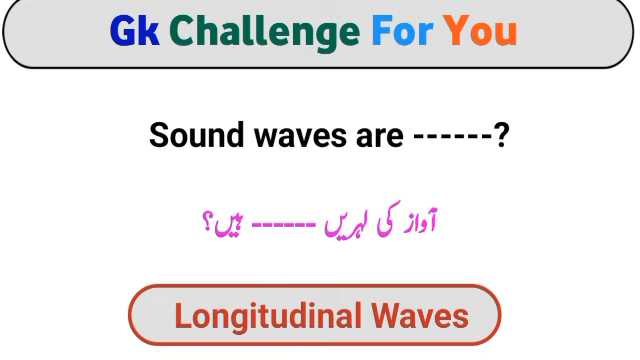 Gk Challenge For You
Sound waves are ------?
آواز کی لہریں ------ ہیں؟
Longitudinal Waves